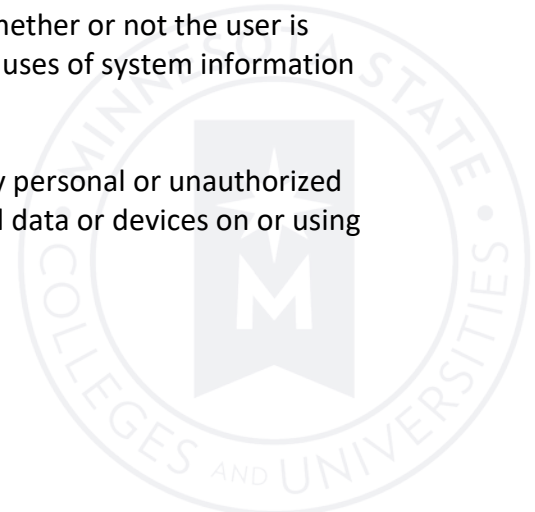 hether or not the user is
uses of system information
y personal or unauthorized
d data or devices on or using
MINNESOTA STATE
COLLEGES AND UNIVERSITIES
M